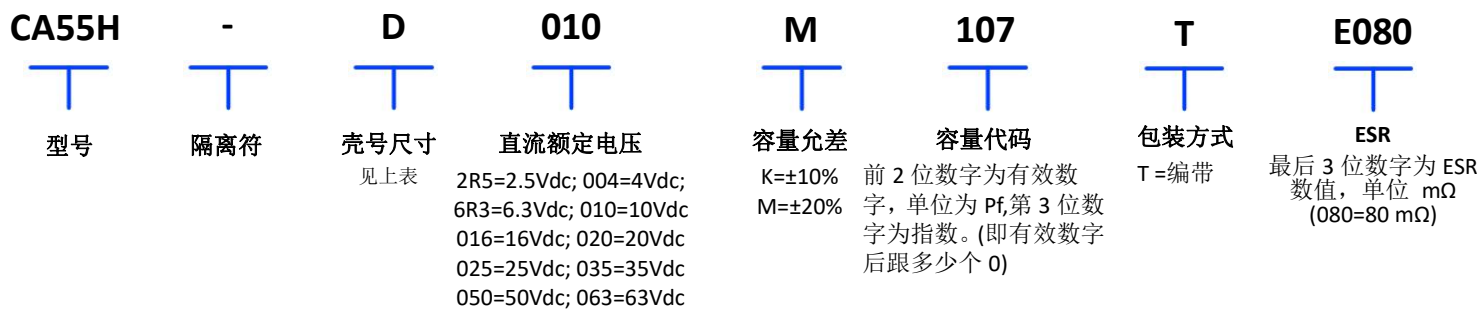 CA55H - D 010 M 107 T E080
型号 隔离符 壳号尺寸 直流额定电压 容量允差 容量代码 包装方式 ESR
见上表
2R5=2.5Vdc; 004=4Vdc;
6R3=6.3Vdc; 010=10Vdc
016=16Vdc; 020=20Vdc
025=25Vdc; 035=35Vdc
050=50Vdc; 063=63Vdc
K=±10%
M=±20%
前 2 位数字为有效数
字，单位为 Pf,第 3 位数
字为指数。(即有效数字
后跟多少个 0)
T =编带
最后 3 位数字为 ESR
数值，单位 mΩ
(080=80 mΩ)